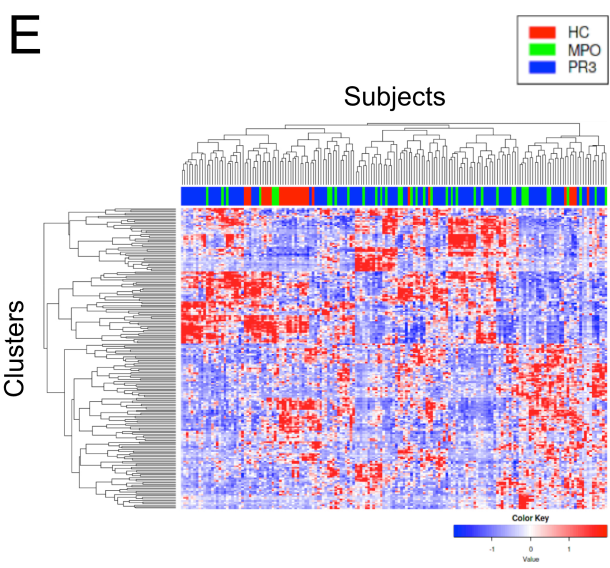 E
HC
MPO
PR3
Subjects
Clusters
Color Key
-1 0 1
Value